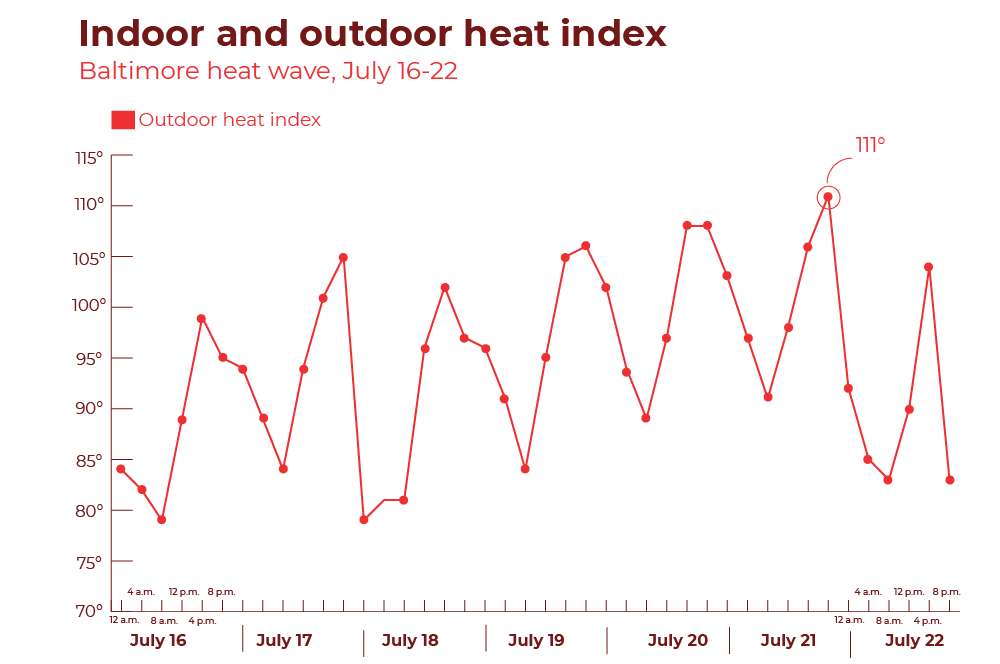 Indoor and outdoor heat index
Baltimore heat wave, July 16-22
Outdoor heat index
111°
115°
110°
105°
100°
95°
90°
85°
80°
75°
70°
4 a.m. 12 p.m. 8 p.m. 4 a.m. 12 p.m. 8 p.m.
12 a.m. 8 a.m. 4 p.m. 12 a.m. 8 a.m. 4 p.m.
July 16 July 17 July 18 July 19 July 20 July 21 July 22